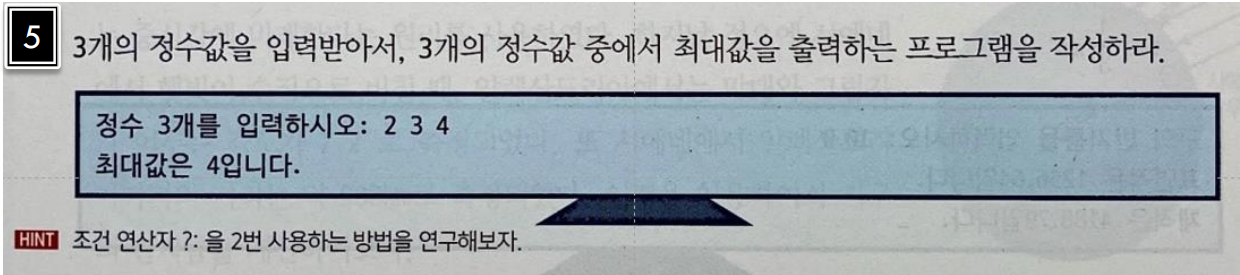 5
3개의 정수값을 입력받아서, 3개의 정수값 중에서 최대값을 출력하는 프로그램을 작성하라.
정수 3개를 입력하시오: 2 3 4
최대값은 4입니다.
HINT 조건 연산자 ?: 을 2번 사용하는 방법을 연구해보자.